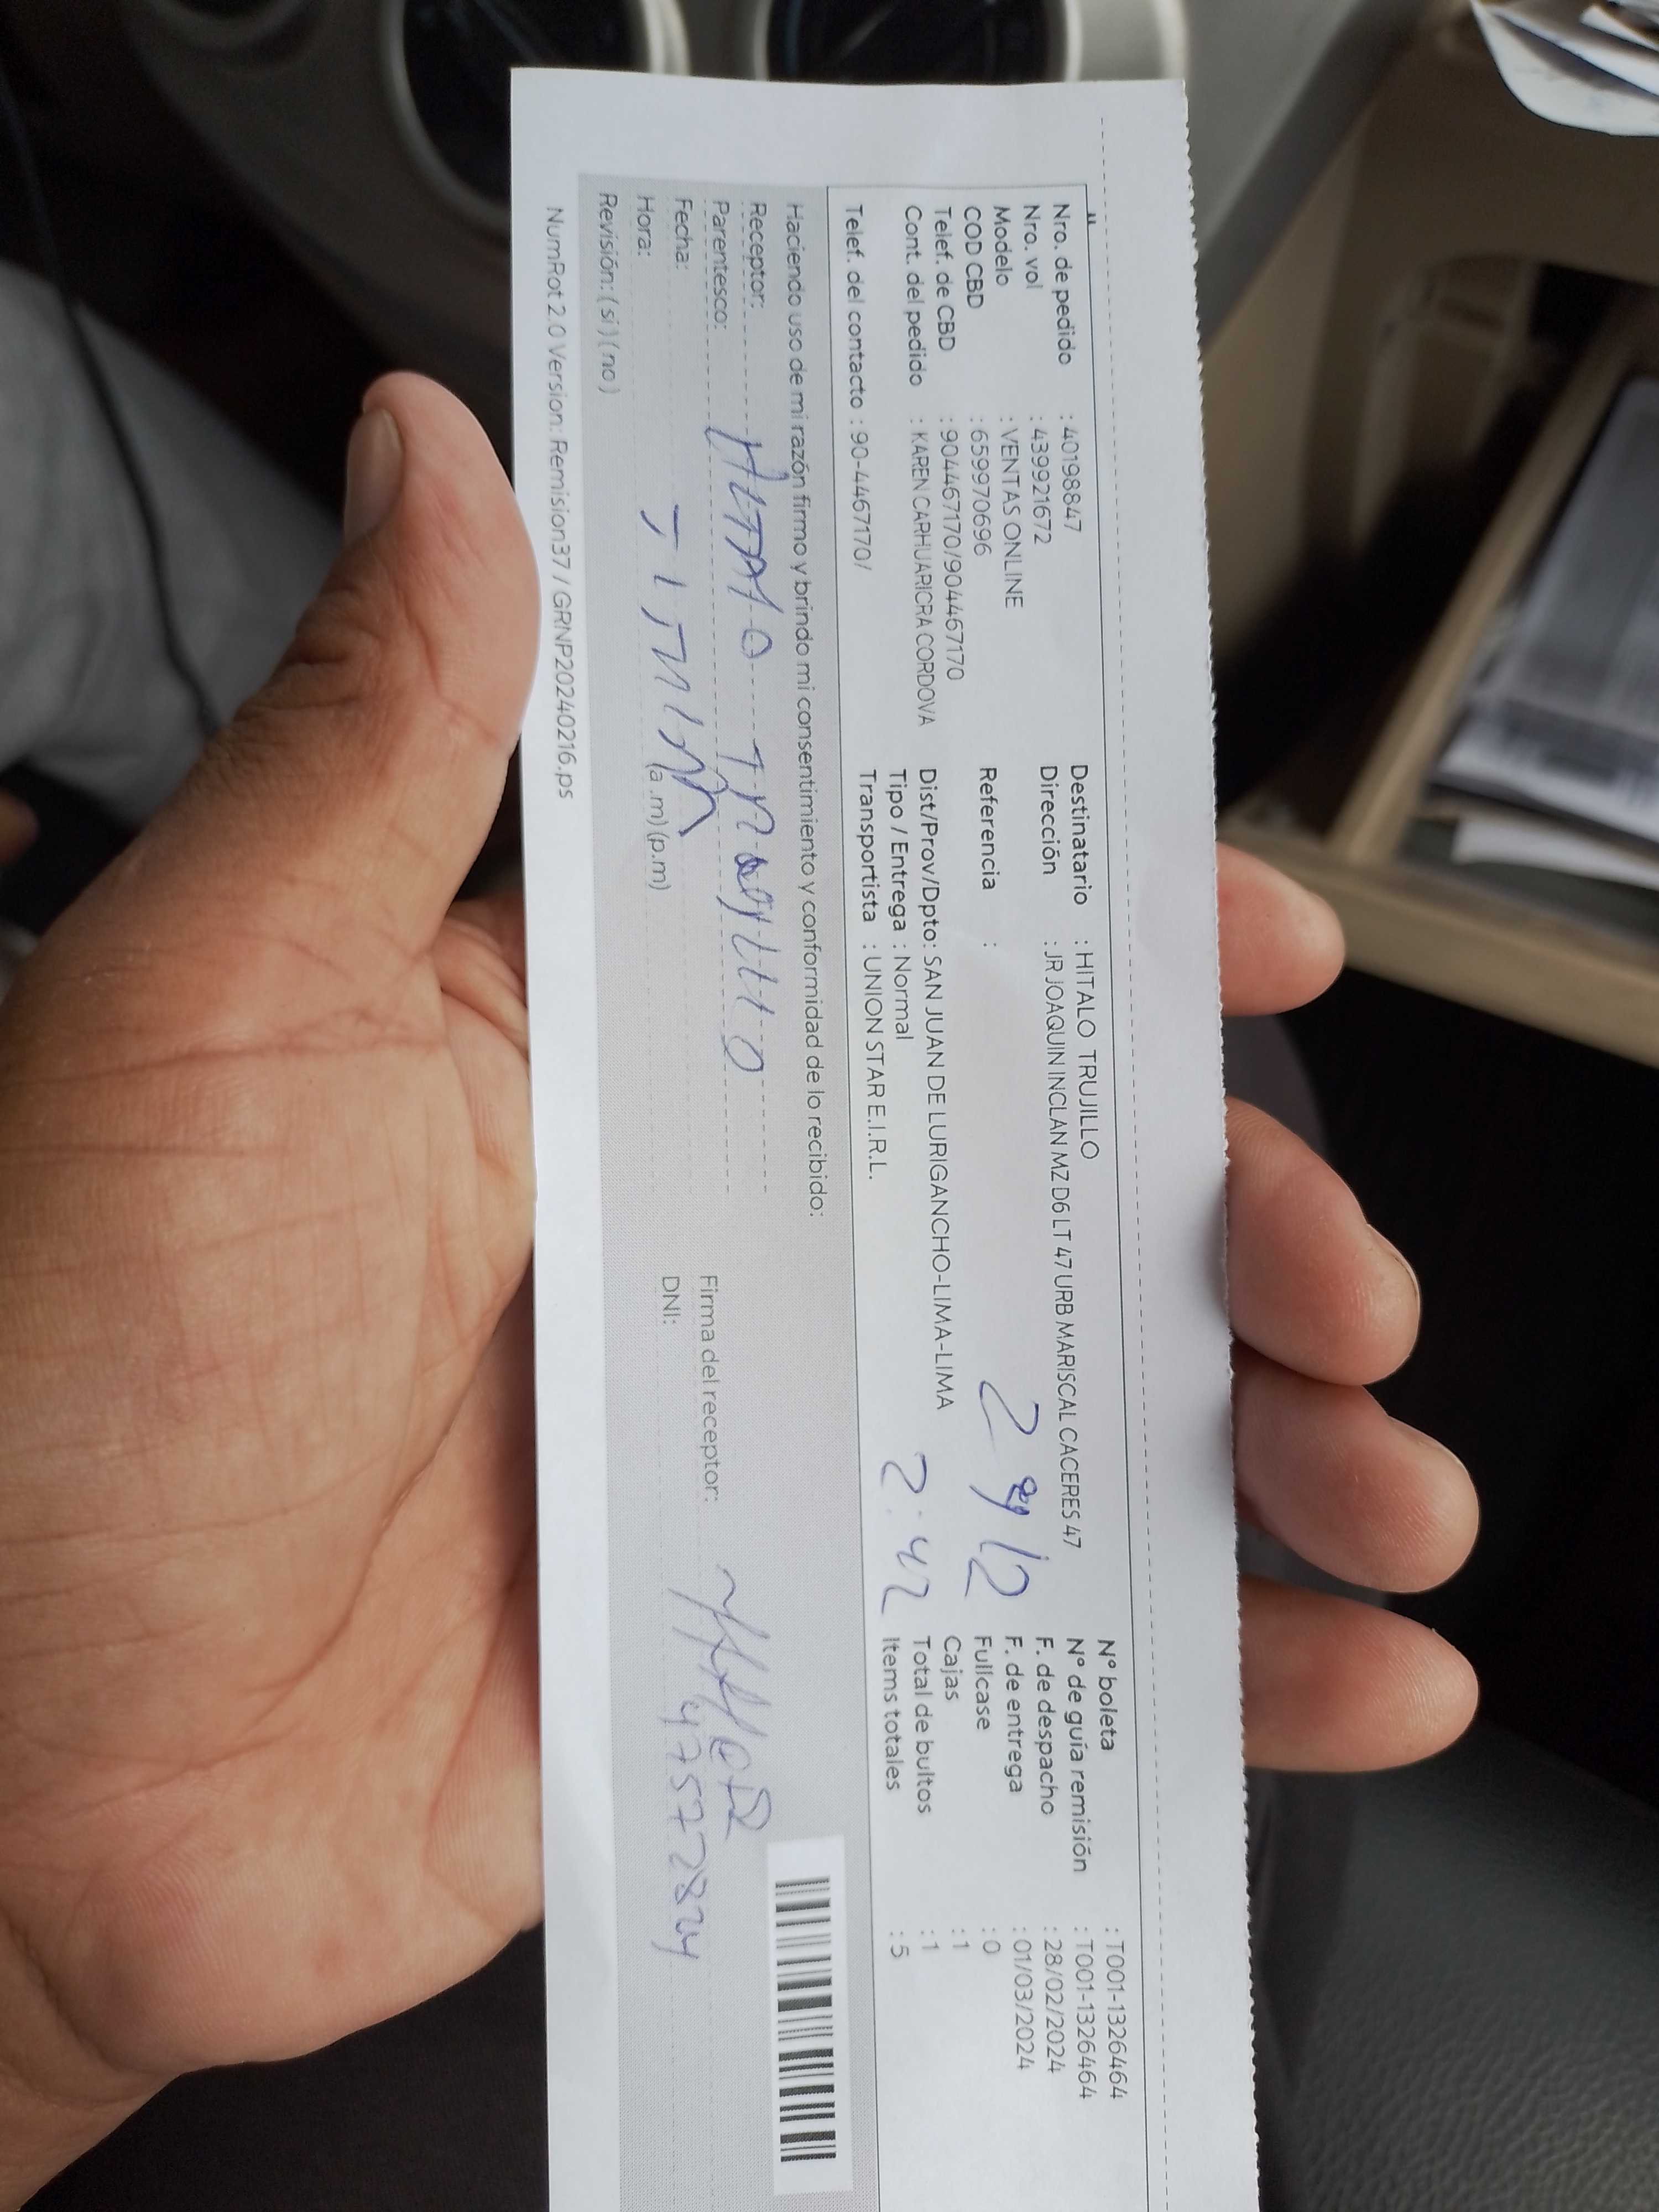 Nro. de pedido : 40198847
Nro. vol : 439921672
Modelo : VENTAS ONLINE
COD CBD : 659970696
Telef. de CBD : 904467170/904467170
Cont. del pedido : KAREN CARHUARICRA CORDOVA
Telef. del contacto : 90-4467170/
Destinatario : HITALO TRUJILLO
Dirección : JR JOAQUIN INCLAN MZ D6 LT 47 URB MARISCAL CACERES 47
Referencia :
Dist/Prov/Dpto: SAN JUAN DE LURIGANCHO-LIMA-LIMA
Tipo / Entrega : Normal
Transportista : UNION STAR E.I.R.L.
2:42
N° boleta : T001-1326464
N° de guía remisión : T001-1326464
F. de despacho : 28/02/2024
F. de entrega : 01/03/2024
Fullcase : 0
Cajas : 1
Total de bultos : 1
Items totales : 5
Haciendo uso de mi razón firmo y brindo mi consentimiento y conformidad de lo recibido:
Receptor:
Parentesco:
Fecha:
Hora: (a.m) (p.m)
Revisión: ( si ) ( no )
Firma del receptor:
DNI: 47572824
NumRot 2.0 Version: Remision37 / GRNP20240216.ps